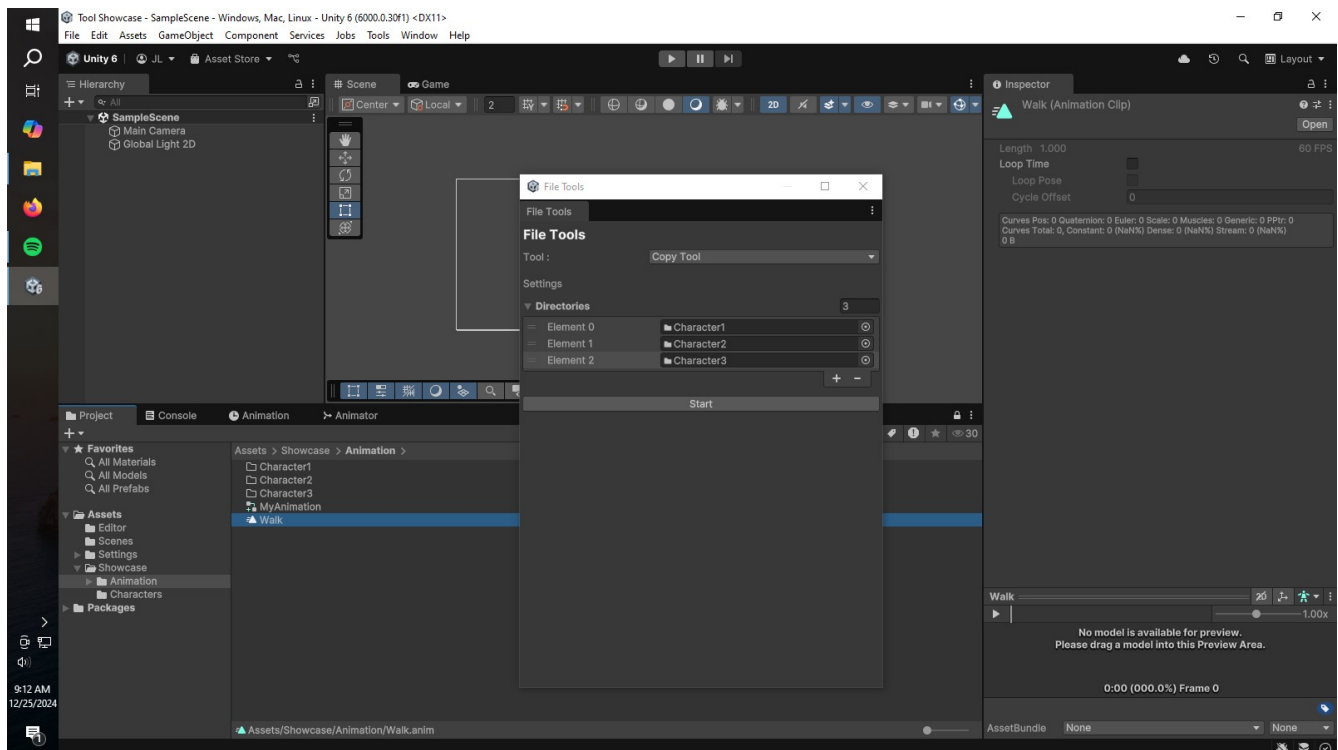 Tool Showcase - SampleScene - Windows, Mac, Linux - Unity 6 (6000.0.30f1) <DX11>
File Edit Assets GameObject Component Services Jobs Tools Window Help
Unity 6 JL Asset Store Layout
Hierarchy
All
SampleScene
Main Camera
Global Light 2D
Scene Game
Center Local 2 2D
File Tools
File Tools
File Tools
Tool : Copy Tool
Settings
Directories 3
Element 0 Character1
Element 1 Character2
Element 2 Character3
+ -
Start
Inspector
Walk (Animation Clip)
Open
Length 1.000 60 FPS
Loop Time
Loop Pose
Cycle Offset 0
Curves Pos: 0 Quaternion: 0 Euler: 0 Scale: 0 Muscles: 0 Generic: 0 PPtr: 0
Curves Total: 0, Constant: 0 (NaN%) Dense: 0 (NaN%) Stream: 0 (NaN%)
0 B
Project Console Animation Animator
30
Favorites
All Materials
All Models
All Prefabs
Assets
Editor
Scenes
Settings
Showcase
Animation
Characters
Packages
Assets > Showcase > Animation >
Character1
Character2
Character3
MyAnimation
Walk
Assets/Showcase/Animation/Walk.anim
Walk
1.00x
No model is available for preview.
Please drag a model into this Preview Area.
0:00 (000.0%) Frame 0
AssetBundle None None
9:12 AM
12/25/2024
1